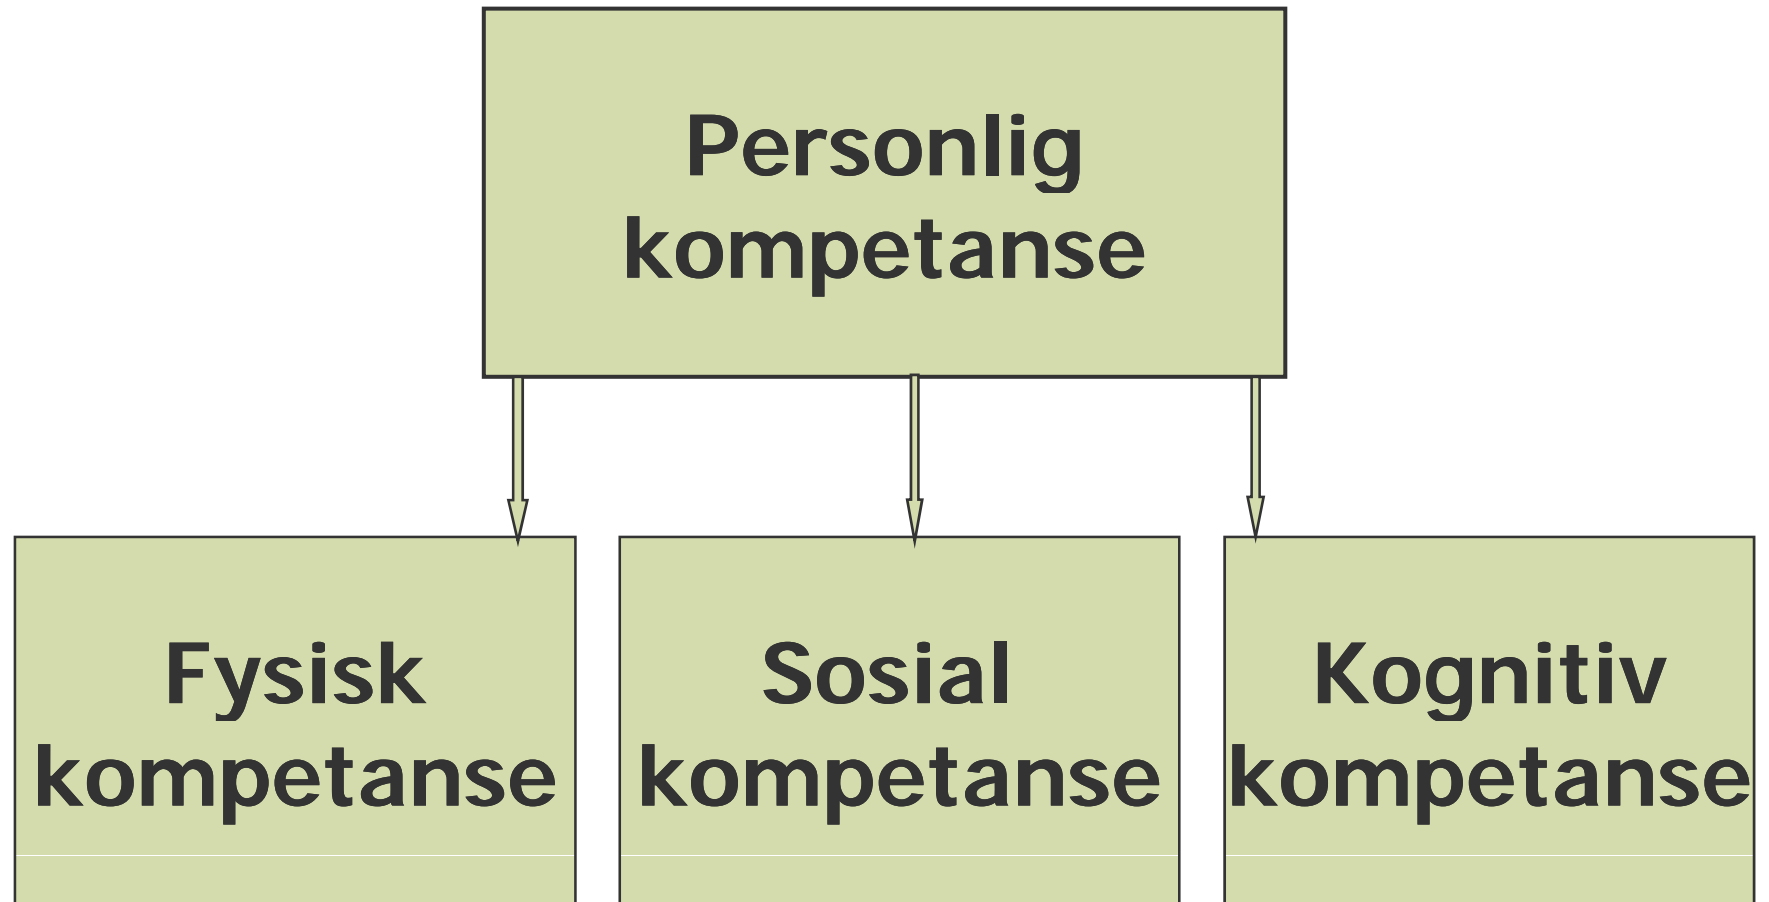 Personlig
kompetanse
Fysisk
kompetanse
Sosial
kompetanse
Kognitiv
kompetanse